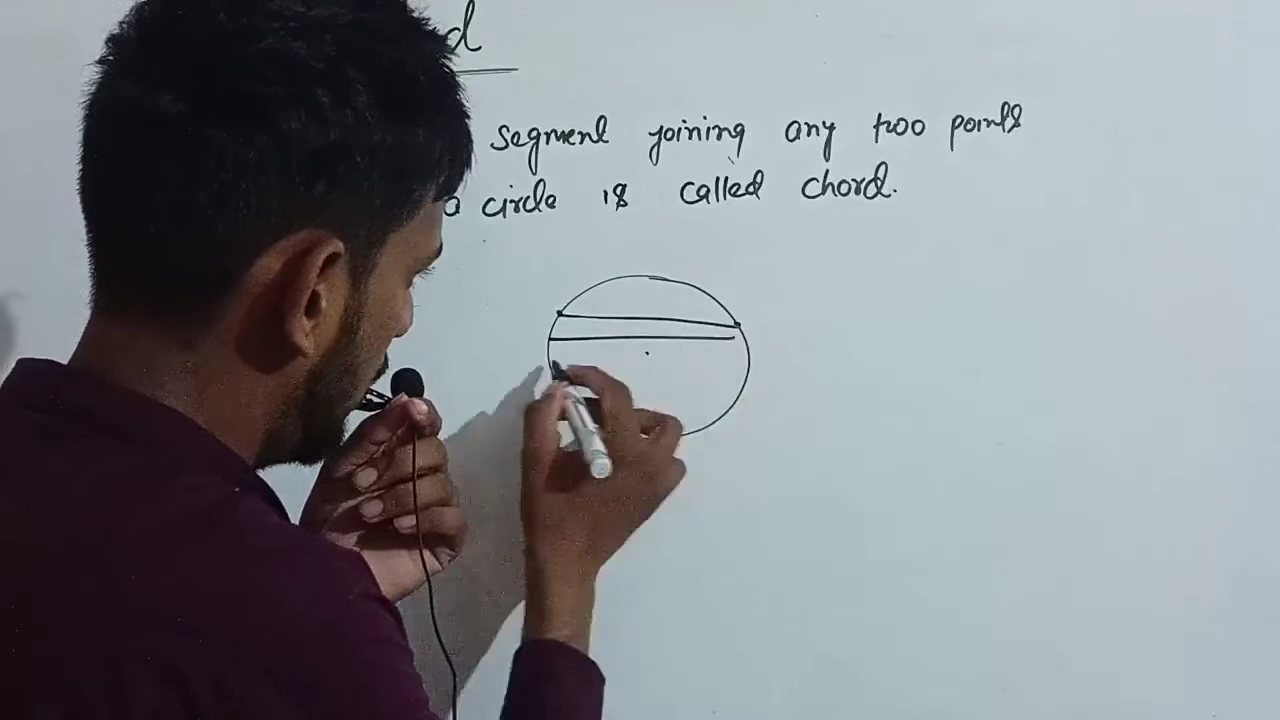 d
segment joining any two points
a circle is called chord.